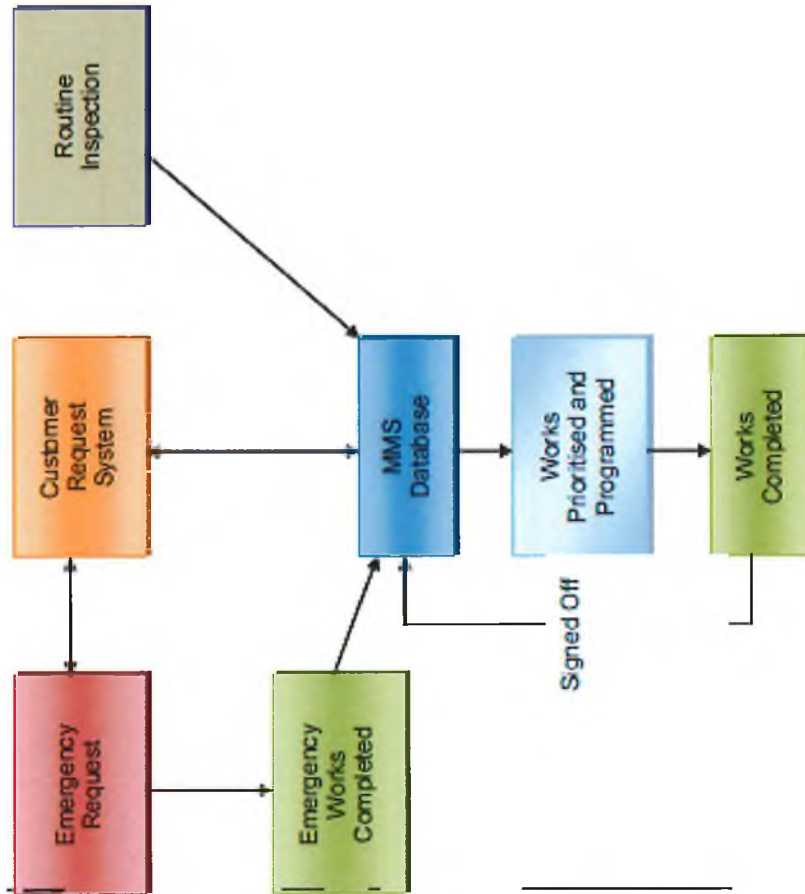 Emergency
Request
Customer
Request
System
Routine
Inspection
Emergency
Works
Completed
MMS
Database
Works
Prioritised and
Programmed
Signed Off
Works
Completed